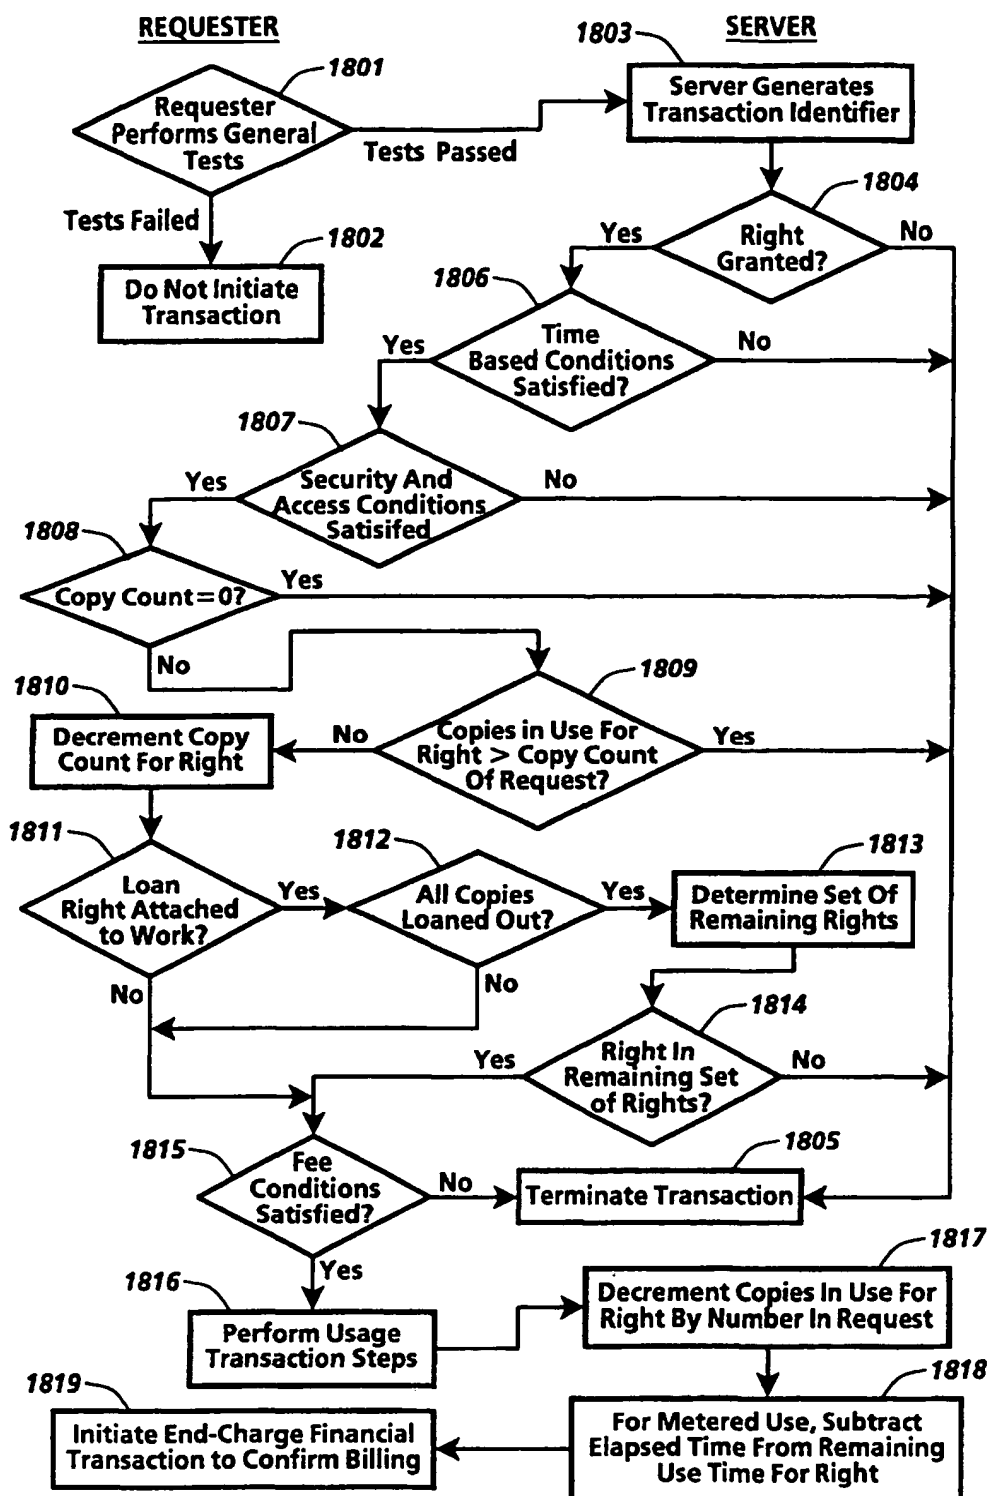 REQUESTER
SERVER
1801
Requester
Performs General
Tests
Tests Passed
1803
Server Generates
Transaction Identifier
Tests Failed
1802
Do Not Initiate
Transaction
1804
Right
Granted?
Yes
No
1806
Time
Based Conditions
Satisfied?
Yes
No
1807
Security And
Access Conditions
Satisifed
Yes
No
1808
Copy Count=0?
Yes
No
1809
Copies in Use For
Right > Copy Count
Of Request?
No
Yes
1810
Decrement Copy
Count For Right
1811
Loan
Right Attached
to Work?
Yes
No
1812
All Copies
Loaned Out?
Yes
No
1813
Determine Set Of
Remaining Rights
1814
Right In
Remaining Set
of Rights?
Yes
No
1815
Fee
Conditions
Satisfied?
No
Yes
1805
Terminate Transaction
1816
Perform Usage
Transaction Steps
1817
Decrement Copies In Use For
Right By Number In Request
1818
For Metered Use, Subtract
Elapsed Time From Remaining
Use Time For Right
1819
Initiate End-Charge Financial
Transaction to Confirm Billing